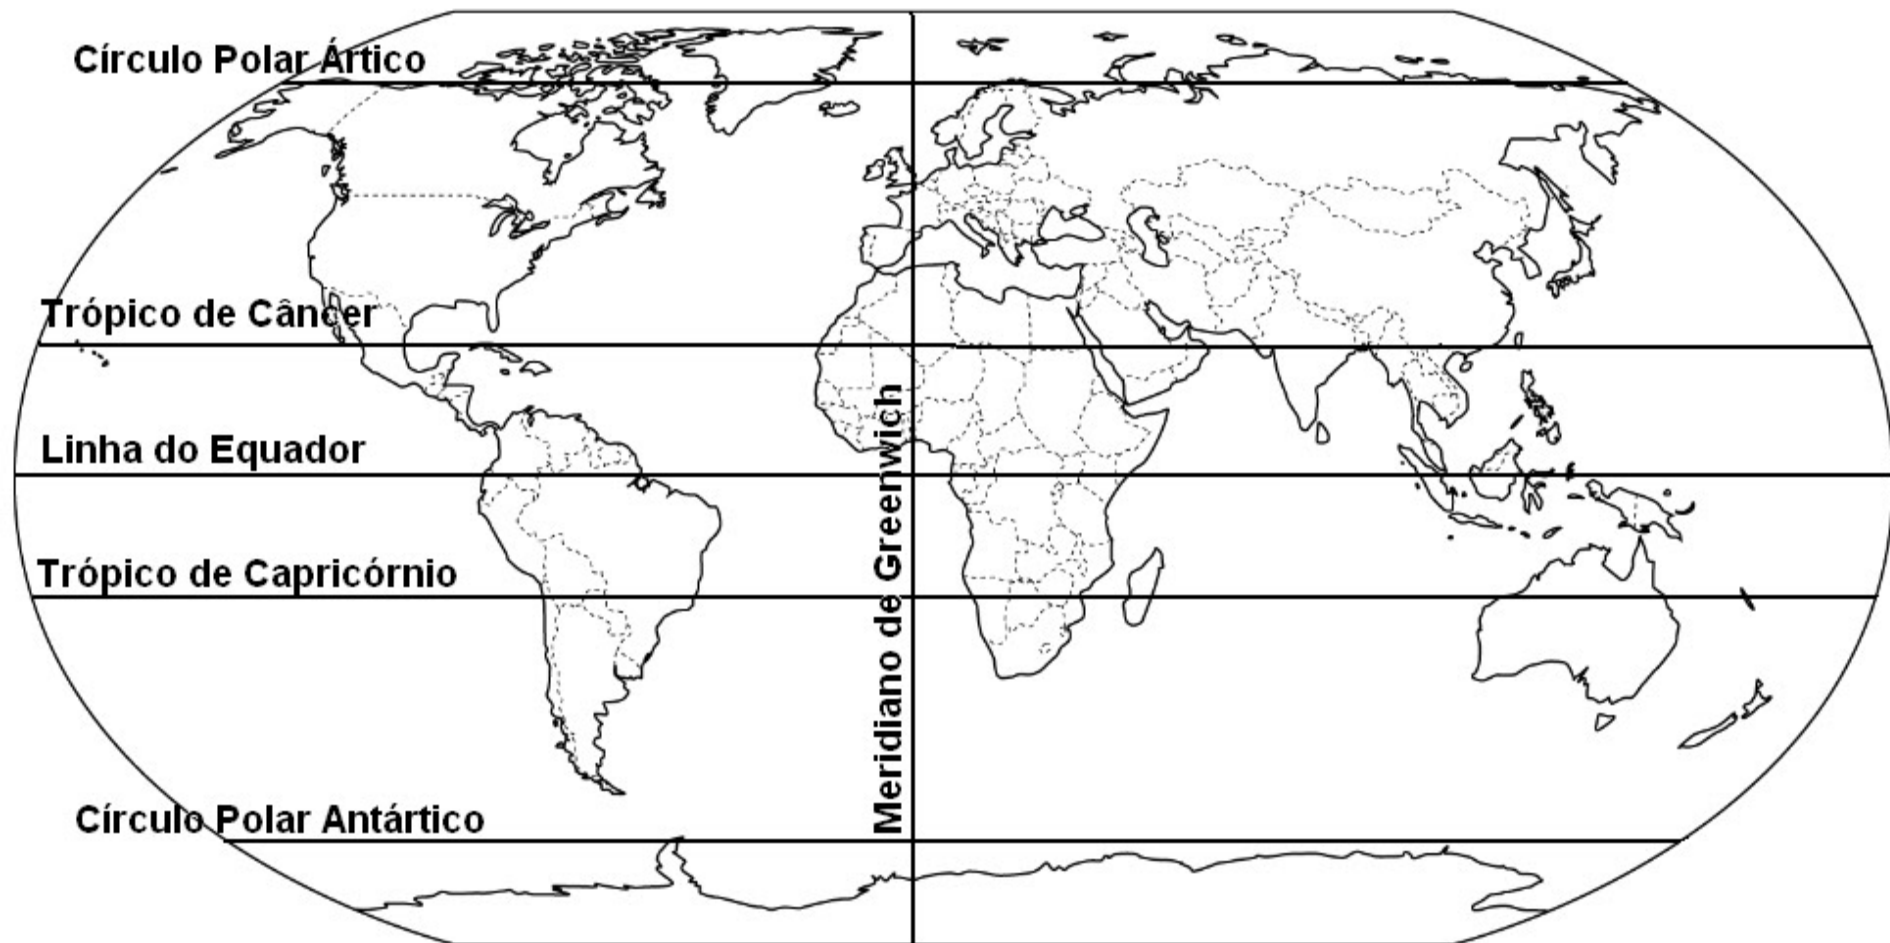 Círculo Polar Ártico
Trópico de Câncer
Linha do Equador
Trópico de Capricórnio
Círculo Polar Antártico
Meridiano de Greenwich